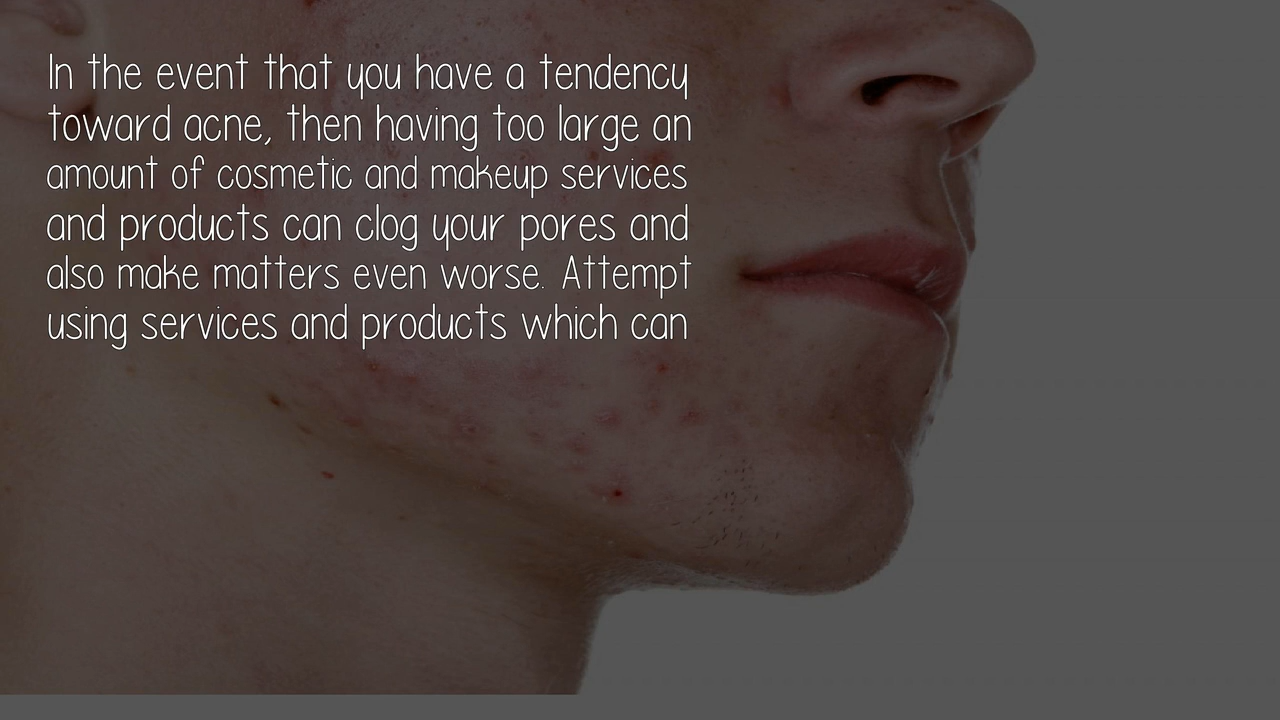 In the event that you have a tendency
toward acne, then having too large an
amount of cosmetic and makeup services
and products can clog your pores and
also make matters even worse. Attempt
using services and products which can